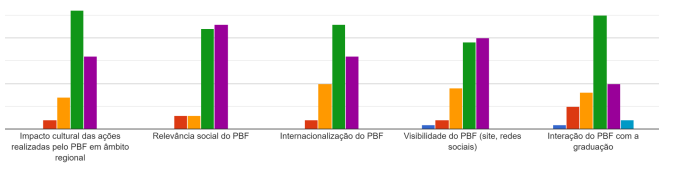 Impacto cultural das ações
realizadas pelo PBF em âmbito
regional
Relevância social do PBF
Internacionalização do PBF
Visibilidade do PBF (site, redes
sociais)
Interação do PBF com a
graduação